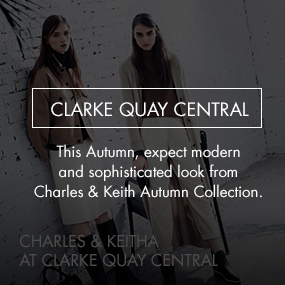 CLARKE QUAY CENTRAL
This Autumn, expect modern
and sophisticated look from
Charles & Keith Autumn Collection.
CHARLES & KEITHA
AT CLARKE QUAY CENTRAL